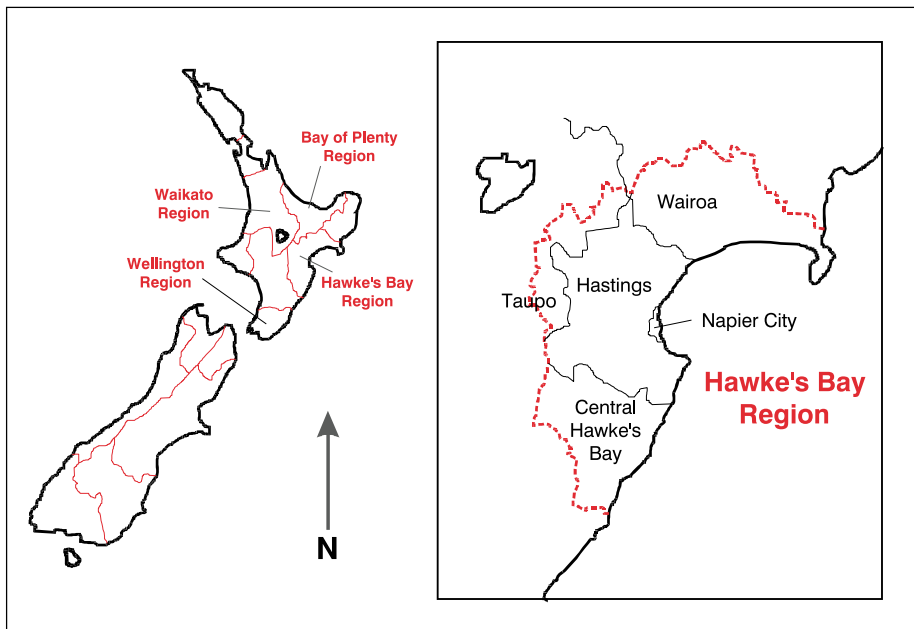 Bay of Plenty
Region
Waikato
Region
Wellington
Region
Hawke's Bay
Region
N
Wairoa
Hastings
Taupo
Napier City
Hawke's Bay
Region
Central
Hawke's
Bay